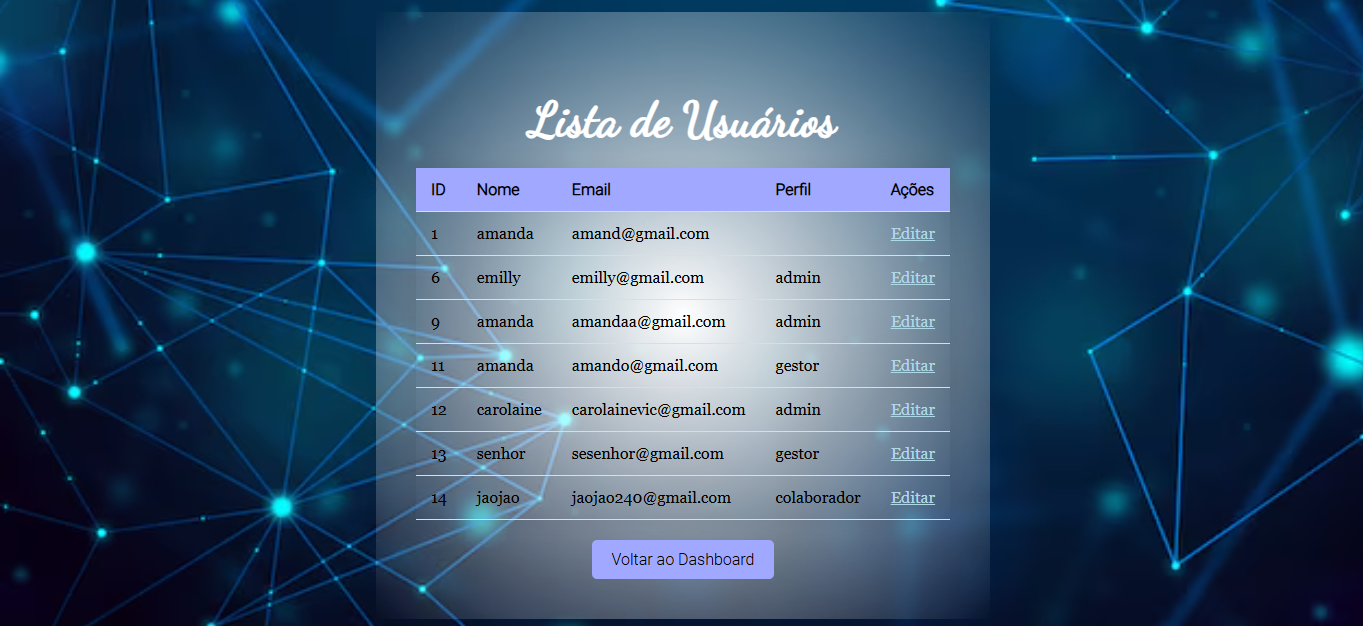 Lista de Usuários
ID Nome Email Perfil Ações
1 amanda amand@gmail.com Editar
6 emilly emilly@gmail.com admin Editar
9 amanda amandaa@gmail.com admin Editar
11 amanda amando@gmail.com gestor Editar
12 carolaine carolainevic@gmail.com admin Editar
13 senhor sesenhor@gmail.com gestor Editar
14 jaojao jaojao240@gmail.com colaborador Editar
Voltar ao Dashboard